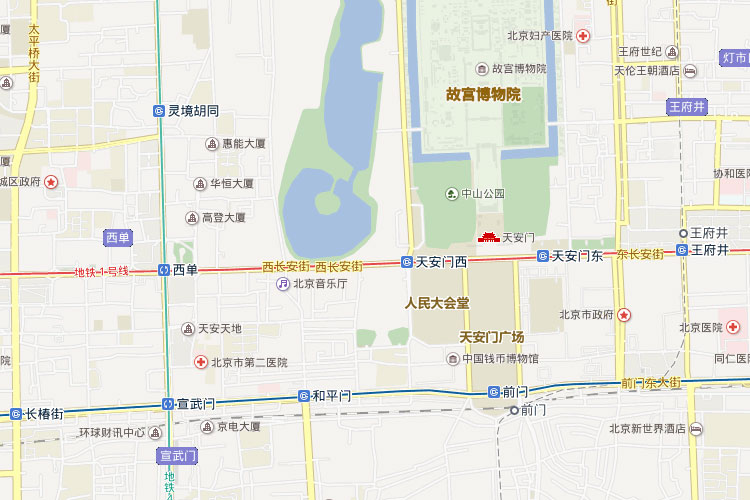 太平桥大街
北京妇产医院
王府世纪
灯市
故宫博物院
天伦王朝酒店
故宫博物院
王府井
灵境胡同
惠能大厦
协和医院
城区政府
华恒大厦
中山公园
高登大厦
西单
天安门
王府井
地铁1号线
西单
西长安街
西长安街
天安门西
天安门东
东长安街
王府井
北京音乐厅
人民大会堂
北京市政府
天安门广场
天安天地
北京医院
北京市第二医院
中国钱币博物馆
同仁医院
前门东大街
和平门
前门
长椿街
宣武门
前门
环球财讯中心
京电大厦
北京新世界酒店
宣武门
地铁4